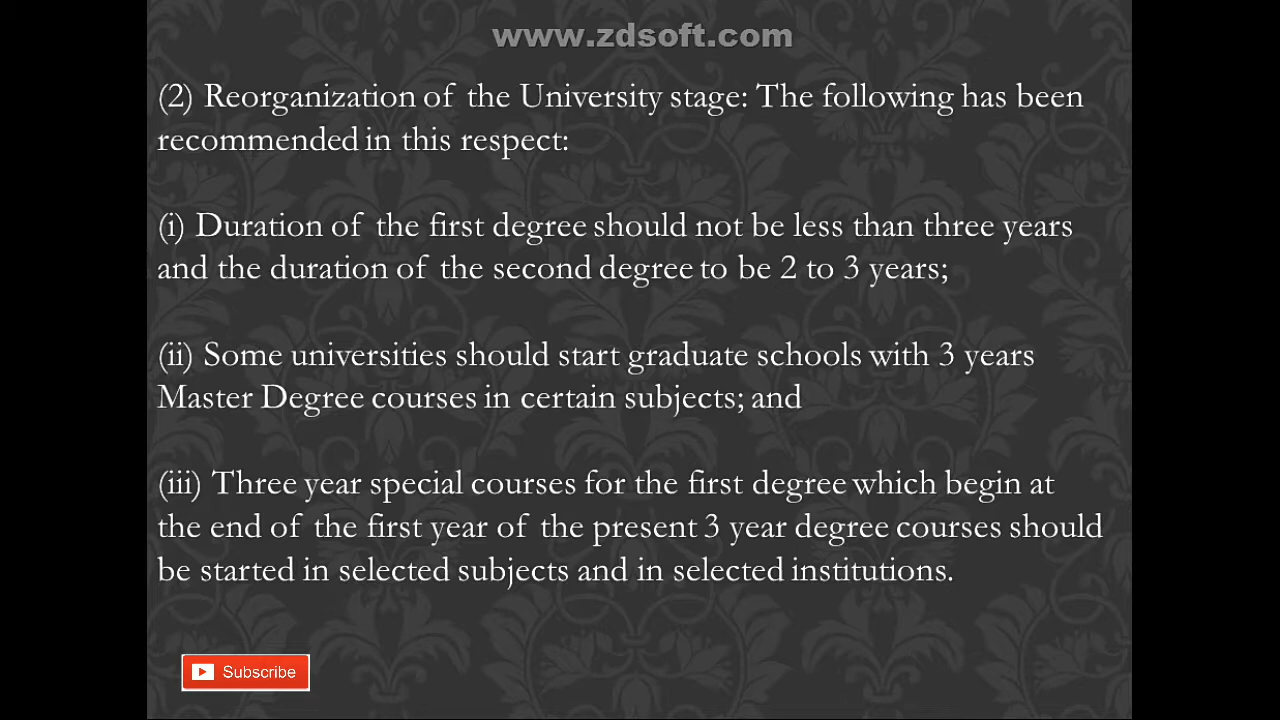 www.zdsoft.com
(2) Reorganization of the University stage: The following has been
recommended in this respect:
(i) Duration of the first degree should not be less than three years
and the duration of the second degree to be 2 to 3 years;
(ii) Some universities should start graduate schools with 3 years
Master Degree courses in certain subjects; and
(iii) Three year special courses for the first degree which begin at
the end of the first year of the present 3 year degree courses should
be started in selected subjects and in selected institutions.
Subscribe